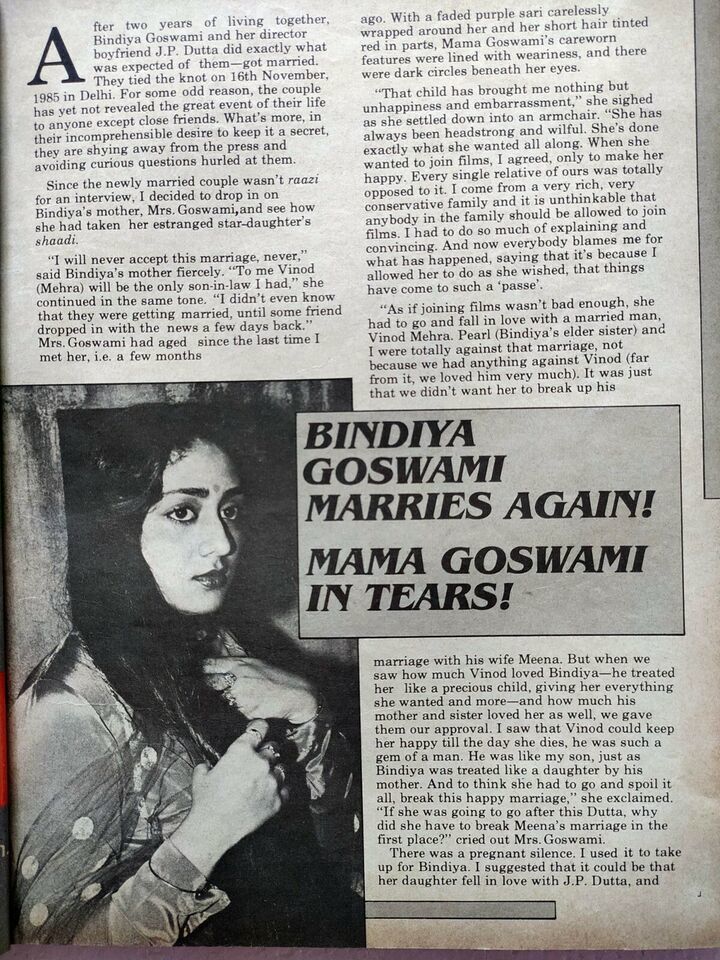 After two years of living together,
Bindiya Goswami and her director
boyfriend J.P. Dutta did exactly what
was expected of them—got married.
They tied the knot on 16th November,
1985 in Delhi. For some odd reason, the couple
has yet not revealed the great event of their life
to anyone except close friends. What's more, in
their incomprehensible desire to keep it a secret,
they are shying away from the press and
avoiding curious questions hurled at them.
Since the newly married couple wasn't raazi
for an interview, I decided to drop in on
Bindiya's mother, Mrs. Goswami,and see how
she had taken her estranged star-daughter's
shaadi.
"I will never accept this marriage, never,"
said Bindiya's mother fiercely. "To me Vinod
(Mehra) will be the only son-in-law I had," she
continued in the same tone. "I didn't even know
that they were getting married, until some friend
dropped in with the news a few days back."
Mrs. Goswami had aged since the last time I
met her, i.e. a few months
ago. With a faded purple sari carelessly
wrapped around her and her short hair tinted
red in parts, Mama Goswami's careworn
features were lined with weariness, and there
were dark circles beneath her eyes.
"That child has brought me nothing but
unhappiness and embarrassment," she sighed
as she settled down into an armchair. "She has
always been headstrong and wilful. She's done
exactly what she wanted all along. When she
wanted to join films, I agreed, only to make her
happy. Every single relative of ours was totally
opposed to it. I come from a very rich, very
conservative family and it is unthinkable that
anybody in the family should be allowed to join
films. I had to do so much of explaining and
convincing. And now everybody blames me for
what has happened, saying that it's because I
allowed her to do as she wished, that things
have come to such a 'passe'.
"As if joining films wasn't bad enough, she
had to go and fall in love with a married man,
Vinod Mehra. Pearl (Bindiya's elder sister) and
I were totally against that marriage, not
because we had anything against Vinod (far
from it, we loved him very much). It was just
that we didn't want her to break up his
BINDIYA
GOSWAMI
MARRIES AGAIN!
MAMA GOSWAMI
IN TEARS!
marriage with his wife Meena. But when we
saw how much Vinod loved Bindiya—he treated
her like a precious child, giving her everything
she wanted and more—and how much his
mother and sister loved her as well, we gave
them our approval. I saw that Vinod could keep
her happy till the day she dies, he was such a
gem of a man. He was like my son, just as
Bindiya was treated like a daughter by his
mother. And to think she had to go and spoil it
all, break this happy marriage," she exclaimed.
"If she was going to go after this Dutta, why
did she have to break Meena's marriage in the
first place?" cried out Mrs. Goswami.
There was a pregnant silence. I used it to take
up for Bindiya. I suggested that it could be that
her daughter fell in love with J.P. Dutta, and